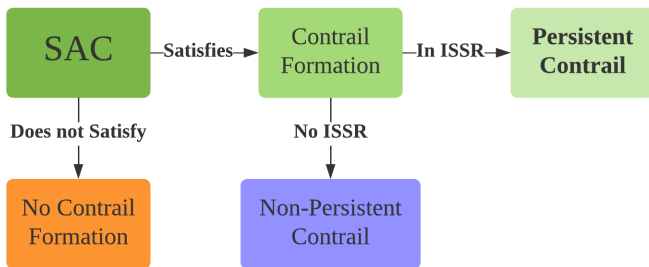 SAC
Satisfies
Contrail
Formation
In ISSR
Persistent
Contrail
Does not Satisfy
No ISSR
No Contrail
Formation
Non-Persistent
Contrail